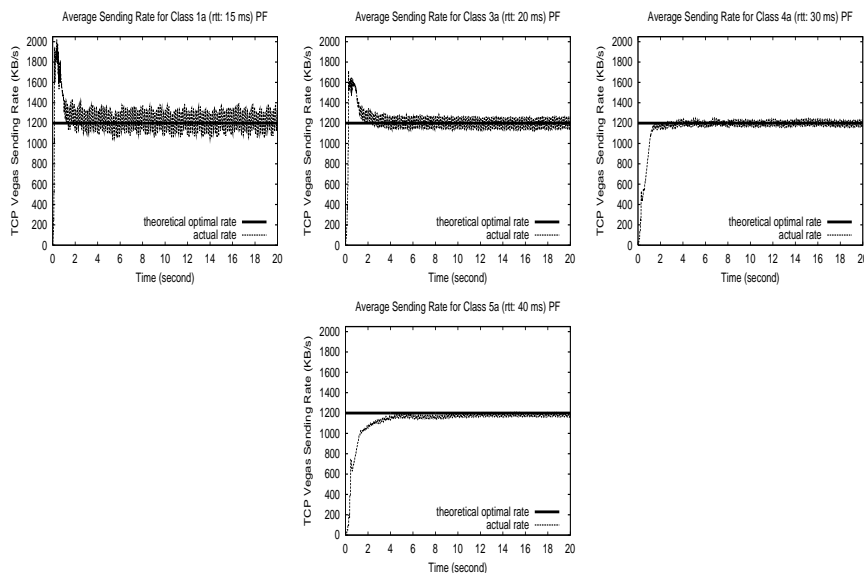 Average Sending Rate for Class 1a (rtt: 15 ms) PF
TCP Vegas Sending Rate (KB/s)
2000
1800
1600
1400
1200
1000
800
600
400
200
0
theoretical optimal rate
actual rate
0 2 4 6 8 10 12 14 16 18 20
Time (second)
Average Sending Rate for Class 3a (rtt: 20 ms) PF
TCP Vegas Sending Rate (KB/s)
2000
1800
1600
1400
1200
1000
800
600
400
200
0
theoretical optimal rate
actual rate
0 2 4 6 8 10 12 14 16 18 20
Time (second)
Average Sending Rate for Class 4a (rtt: 30 ms) PF
TCP Vegas Sending Rate (KB/s)
2000
1800
1600
1400
1200
1000
800
600
400
200
0
theoretical optimal rate
actual rate
0 2 4 6 8 10 12 14 16 18 20
Time (second)
Average Sending Rate for Class 5a (rtt: 40 ms) PF
TCP Vegas Sending Rate (KB/s)
2000
1800
1600
1400
1200
1000
800
600
400
200
0
theoretical optimal rate
actual rate
0 2 4 6 8 10 12 14 16 18 20
Time (second)